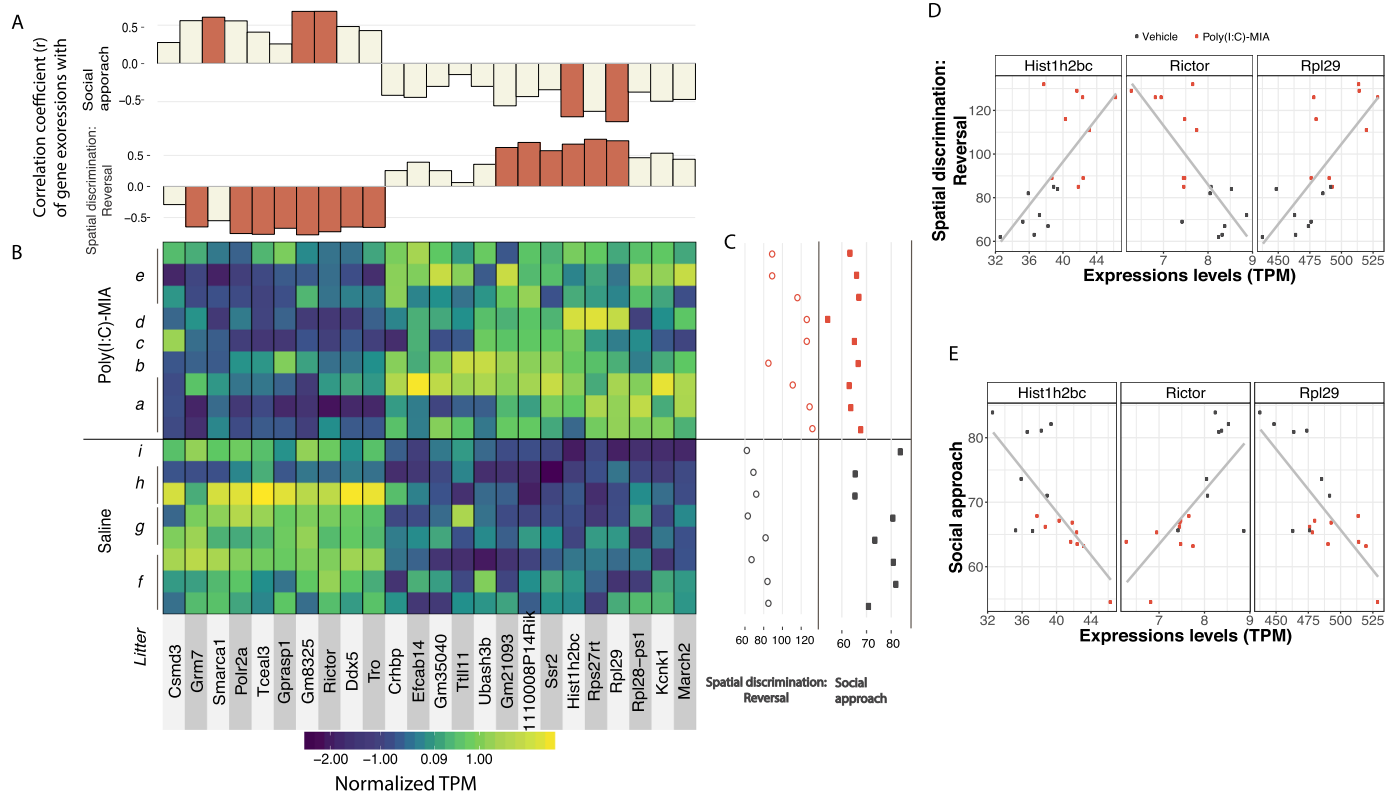 A
Correlation coefficient (r)
of gene expressions with
Social
approach
0.5
0.0
−0.5
Spatial discrimination:
Reversal
0.5
0.0
−0.5
B
Poly(I:C)-MIA
e
d
c
b
a
Saline
i
h
g
f
Litter
Csmd3
Grm7
Smarca1
Polr2a
Tceal3
Gprasp1
Gm8325
Rictor
Ddx5
Tro
Crhbp
Efcab14
Gm35040
Ttll11
Ubash3b
Gm21093
1110008P14Rik
Ssr2
Hist1h2bc
Rps27rt
Rpl29
Rpl28−ps1
Kcnk1
March2
−2.00 −1.00 0.09 1.00
Normalized TPM
C
60 80 120
60 70 80
Spatial discrimination:
Reversal
Social
approach
D
Vehicle Poly(I:C)-MIA
Hist1h2bc Rictor Rpl29
Spatial discrimination:
Reversal
120
100
80
60
32 36 40 44
7 8 9
450 475 500 525
Expressions levels (TPM)
E
Hist1h2bc Rictor Rpl29
Social approach
80
70
60
32 36 40 44
7 8 9
450 475 500 525
Expressions levels (TPM)